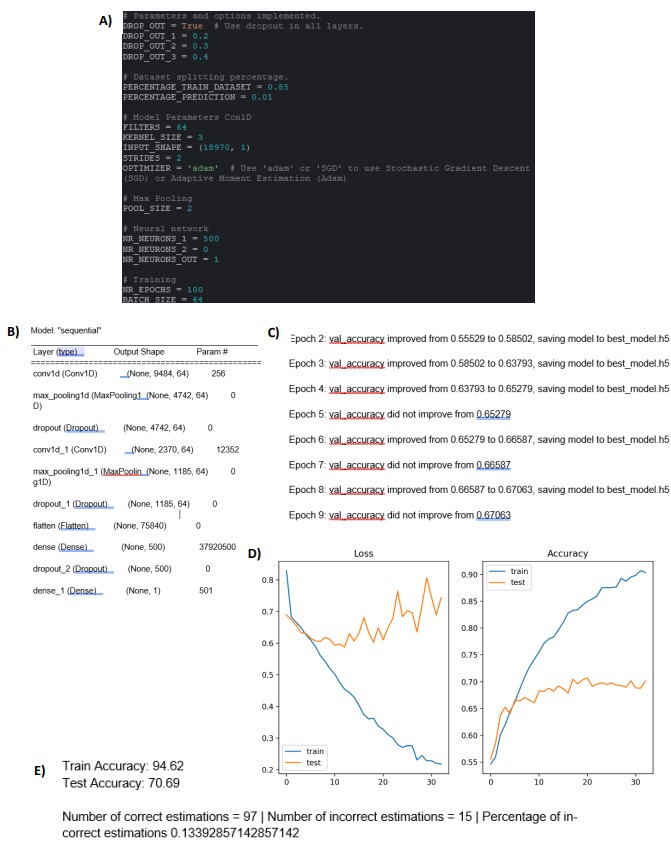 A)
# Parameters and options implemented.
DROP_OUT = True # Use dropout in all layers.
DROP_OUT_1 = 0.2
DROP_OUT_2 = 0.3
DROP_OUT_3 = 0.4
# Dataset splitting percentage.
PERCENTAGE_TRAIN_DATASET = 0.85
PERCENTAGE_PREDICTION = 0.01
# Model Parameters Con1D
FILTERS = 64
KERNEL_SIZE = 3
INPUT_SHAPE = (18970, 1)
STRIDES = 2
OPTIMIZER = 'adam' # Use 'adam' or 'SGD' to use Stochastic Gradient Descent
(SGD) or Adaptive Moment Estimation (Adam)
# Max Pooling
POOL_SIZE = 2
# Neural network
NR_NEURONS_1 = 500
NR_NEURONS_2 = 0
NR_NEURONS_OUT = 1
# Training
NR_EPOCHS = 100
BATCH_SIZE = 64
B)
Model: "sequential"
Layer (type) Output Shape Param #
conv1d (Conv1D) (None, 9484, 64) 256
max_pooling1d (MaxPooling1 (None, 4742, 64) 0
D)
dropout (Dropout) (None, 4742, 64) 0
conv1d_1 (Conv1D) (None, 2370, 64) 12352
max_pooling1d_1 (MaxPoolin (None, 1185, 64) 0
g1D)
dropout_1 (Dropout) (None, 1185, 64) 0
flatten (Flatten) (None, 75840) 0
dense (Dense) (None, 500) 37920500
dropout_2 (Dropout) (None, 500) 0
dense_1 (Dense) (None, 1) 501
C)
Epoch 2: val_accuracy improved from 0.55529 to 0.58502, saving model to best_model.h5
Epoch 3: val_accuracy improved from 0.58502 to 0.63793, saving model to best_model.h5
Epoch 4: val_accuracy improved from 0.63793 to 0.65279, saving model to best_model.h5
Epoch 5: val_accuracy did not improve from 0.65279
Epoch 6: val_accuracy improved from 0.65279 to 0.66587, saving model to best_model.h5
Epoch 7: val_accuracy did not improve from 0.66587
Epoch 8: val_accuracy improved from 0.66587 to 0.67063, saving model to best_model.h5
Epoch 9: val_accuracy did not improve from 0.67063
D)
Loss
0.8
0.7
0.6
0.5
0.4
0.3
0.2
train
test
0 10 20 30
Accuracy
train
test
0.90
0.85
0.80
0.75
0.70
0.65
0.60
0.55
0 10 20 30
E)
Train Accuracy: 94.62
Test Accuracy: 70.69
Number of correct estimations = 97 | Number of incorrect estimations = 15 | Percentage of in-
correct estimations 0.13392857142857142